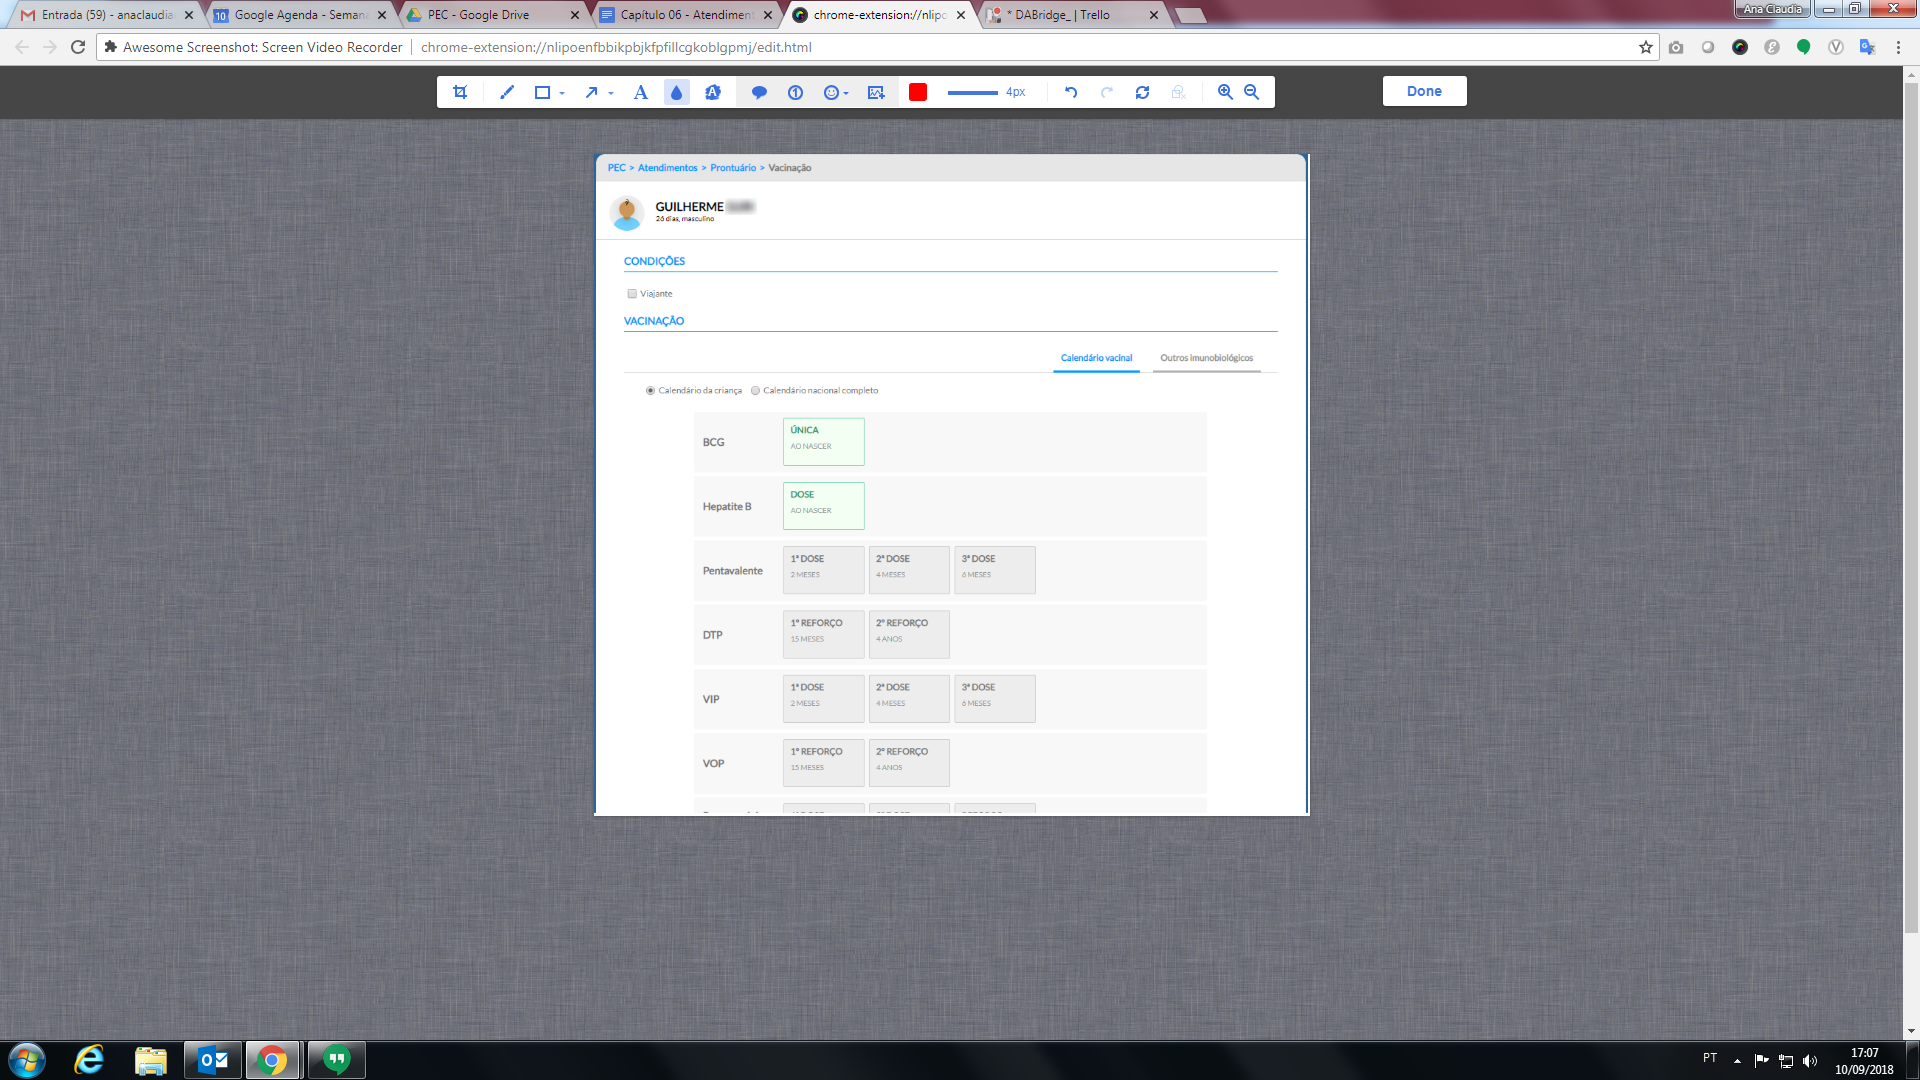 Entrada (59) - anaclaudia
Google Agenda - Semana
PEC - Google Drive
Capítulo 06 - Atendiment
chrome-extension://nlipo
* DABridge_ | Trello
Ana Claudia
Awesome Screenshot: Screen Video Recorder
chrome-extension://nlipoenfbbikpbjkfpfillcgkoblgpmj/edit.html
4px
Done
PEC > Atendimentos > Prontuário > Vacinação
GUILHERME
26 dias, masculino
CONDIÇÕES
Viajante
VACINAÇÃO
Calendário vacinal
Outros imunobiológicos
Calendário da criança
Calendário nacional completo
BCG
ÚNICA
AO NASCER
Hepatite B
DOSE
AO NASCER
Pentavalente
1ª DOSE
2 MESES
2ª DOSE
4 MESES
3ª DOSE
6 MESES
DTP
1º REFORÇO
15 MESES
2º REFORÇO
4 ANOS
VIP
1ª DOSE
2 MESES
2ª DOSE
4 MESES
3ª DOSE
6 MESES
VOP
1º REFORÇO
15 MESES
2º REFORÇO
4 ANOS
PT
17:07
10/09/2018